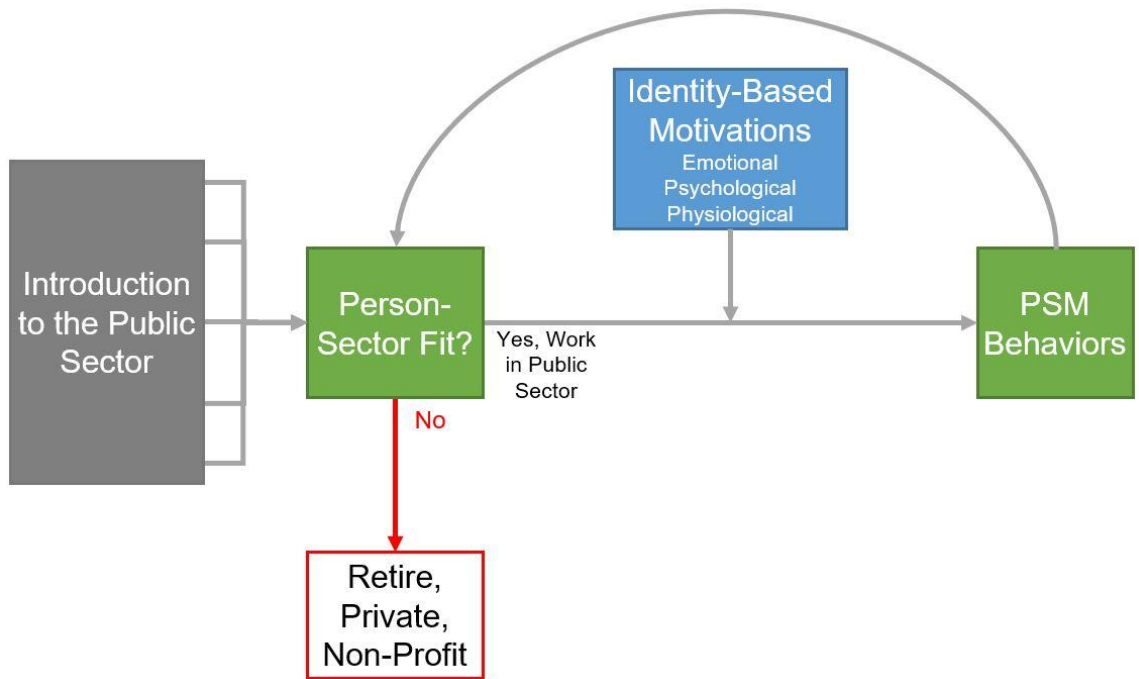 Identity-Based
Motivations
Emotional
Psychological
Physiological
Introduction
to the Public
Sector
Person-
Sector Fit?
Yes, Work
in Public
Sector
PSM
Behaviors
No
Retire,
Private,
Non-Profit